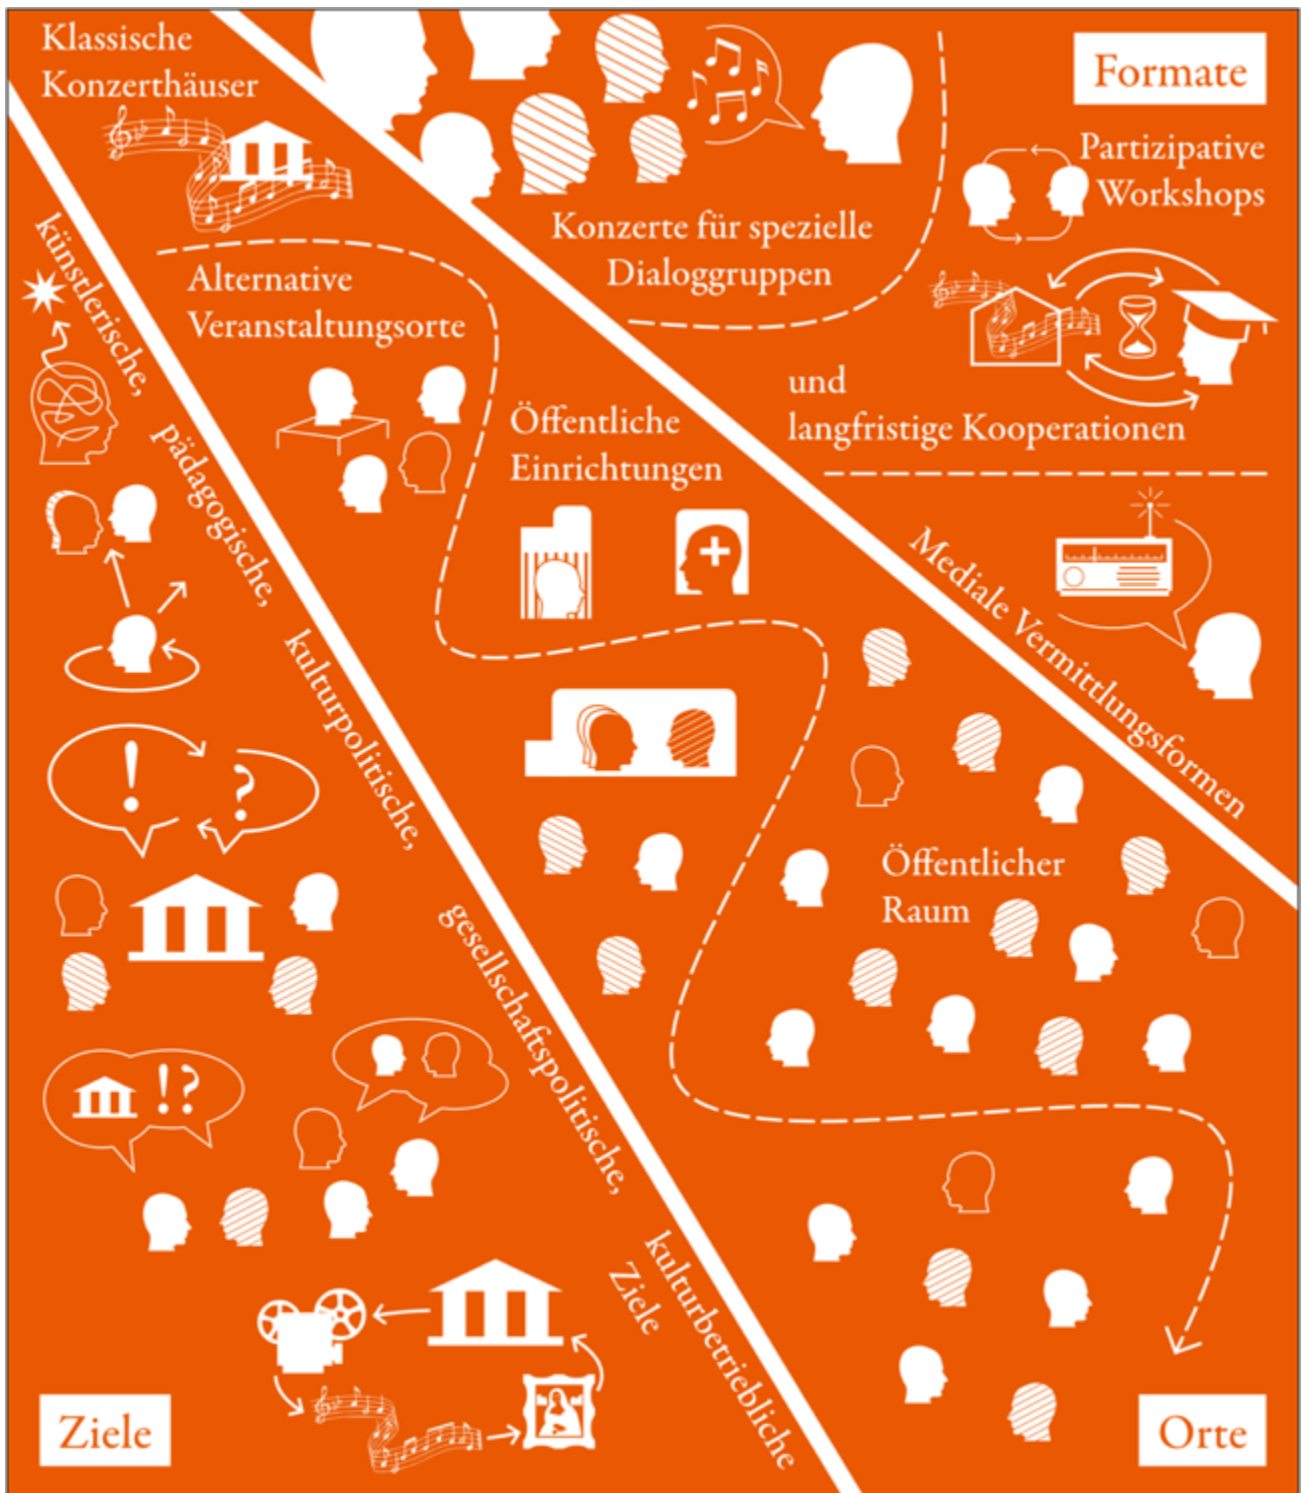 Klassische
Konzerthäuser
Formate
Partizipative
Workshops
Konzerte für spezielle
Dialoggruppen
und
langfristige Kooperationen
Mediale Vermittlungsformen
Alternative
Veranstaltungsorte
Öffentliche
Einrichtungen
Öffentlicher
Raum
künstlerische,
pädagogische,
kulturpolitische,
gesellschaftspolitische,
kulturbetriebliche
Ziele
! ?
!?
Ziele
Orte